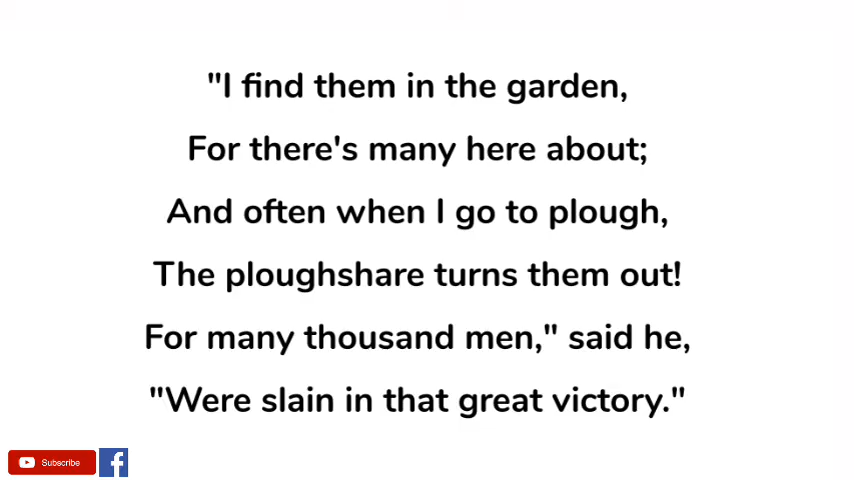 "I find them in the garden,
For there's many here about;
And often when I go to plough,
The ploughshare turns them out!
For many thousand men," said he,
"Were slain in that great victory."
Subscribe